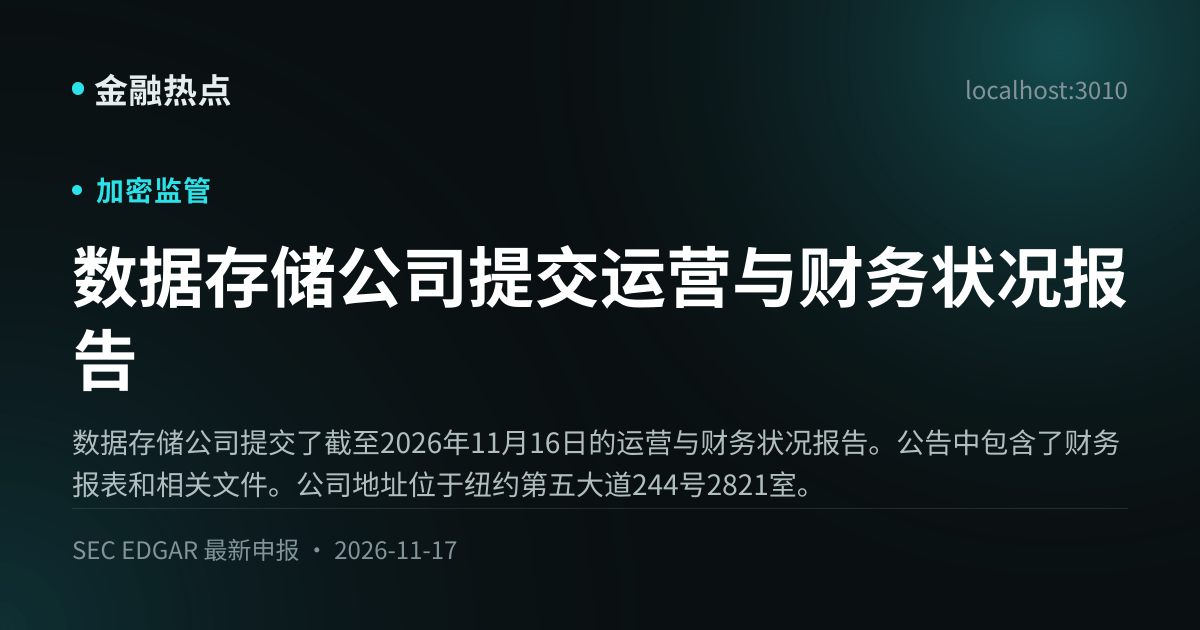 金融热点
localhost:3010
加密监管
数据存储公司提交运营与财务状况报
告
数据存储公司提交了截至2026年11月16日的运营与财务状况报告。公告中包含了财务
报表和相关文件。公司地址位于纽约第五大道244号2821室。
SEC EDGAR 最新申报 · 2026-11-17